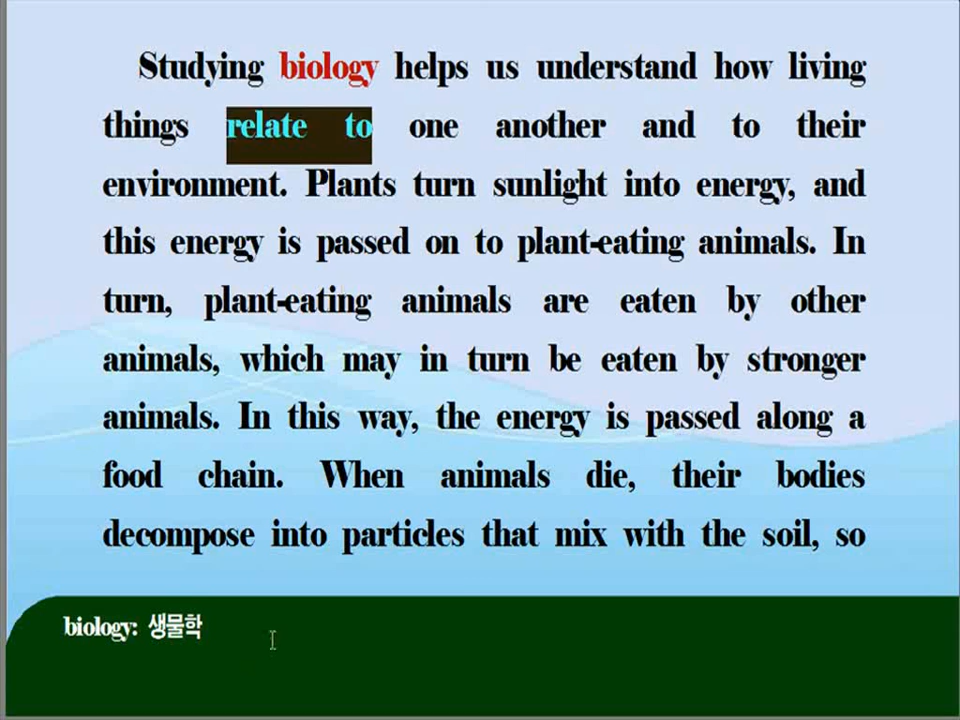 Studying biology helps us understand how living
things relate to one another and to their
environment. Plants turn sunlight into energy, and
this energy is passed on to plant-eating animals. In
turn, plant-eating animals are eaten by other
animals, which may in turn be eaten by stronger
animals. In this way, the energy is passed along a
food chain. When animals die, their bodies
decompose into particles that mix with the soil, so
biology: 생물학